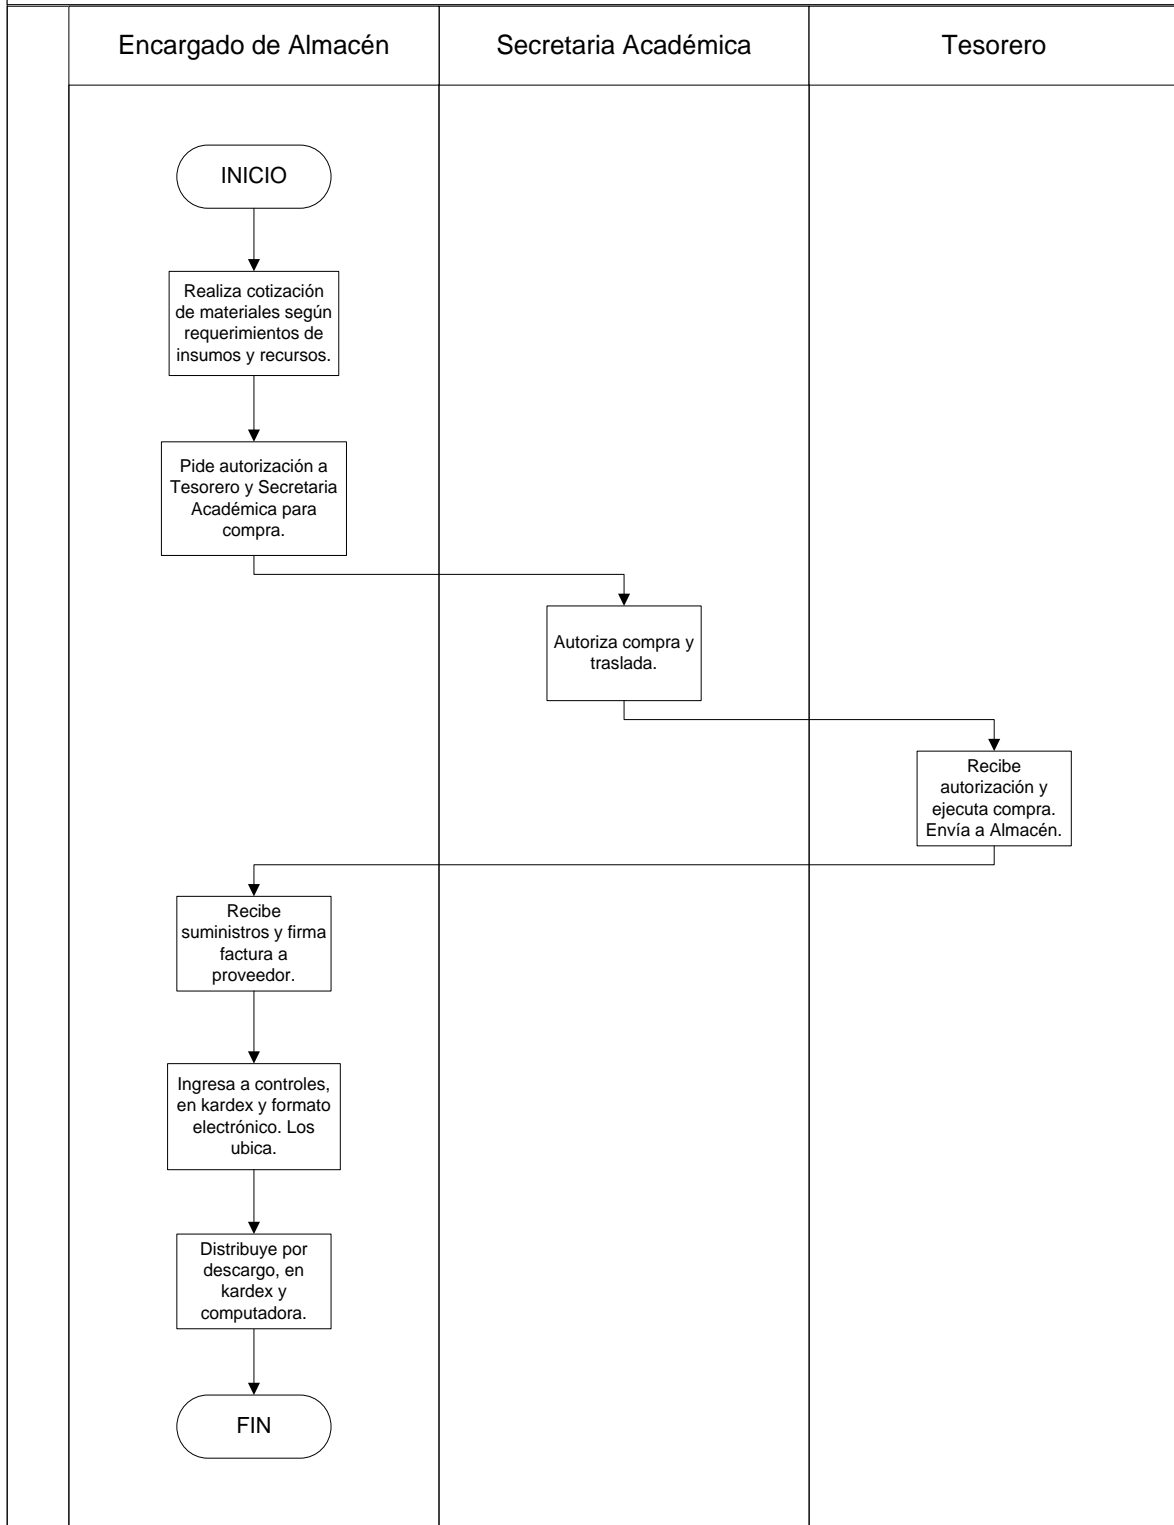 Encargado de Almacén
Secretaria Académica
Tesorero
INICIO
Realiza cotización
de materiales según
requerimientos de
insumos y recursos.
Pide autorización a
Tesorero y Secretaria
Académica para
compra.
Autoriza compra y
traslada.
Recibe
autorización y
ejecuta compra.
Envía a Almacén.
Recibe
suministros y firma
factura a
proveedor.
Ingresa a controles,
en kardex y formato
electrónico. Los
ubica.
Distribuye por
descargo, en
kardex y
computadora.
FIN